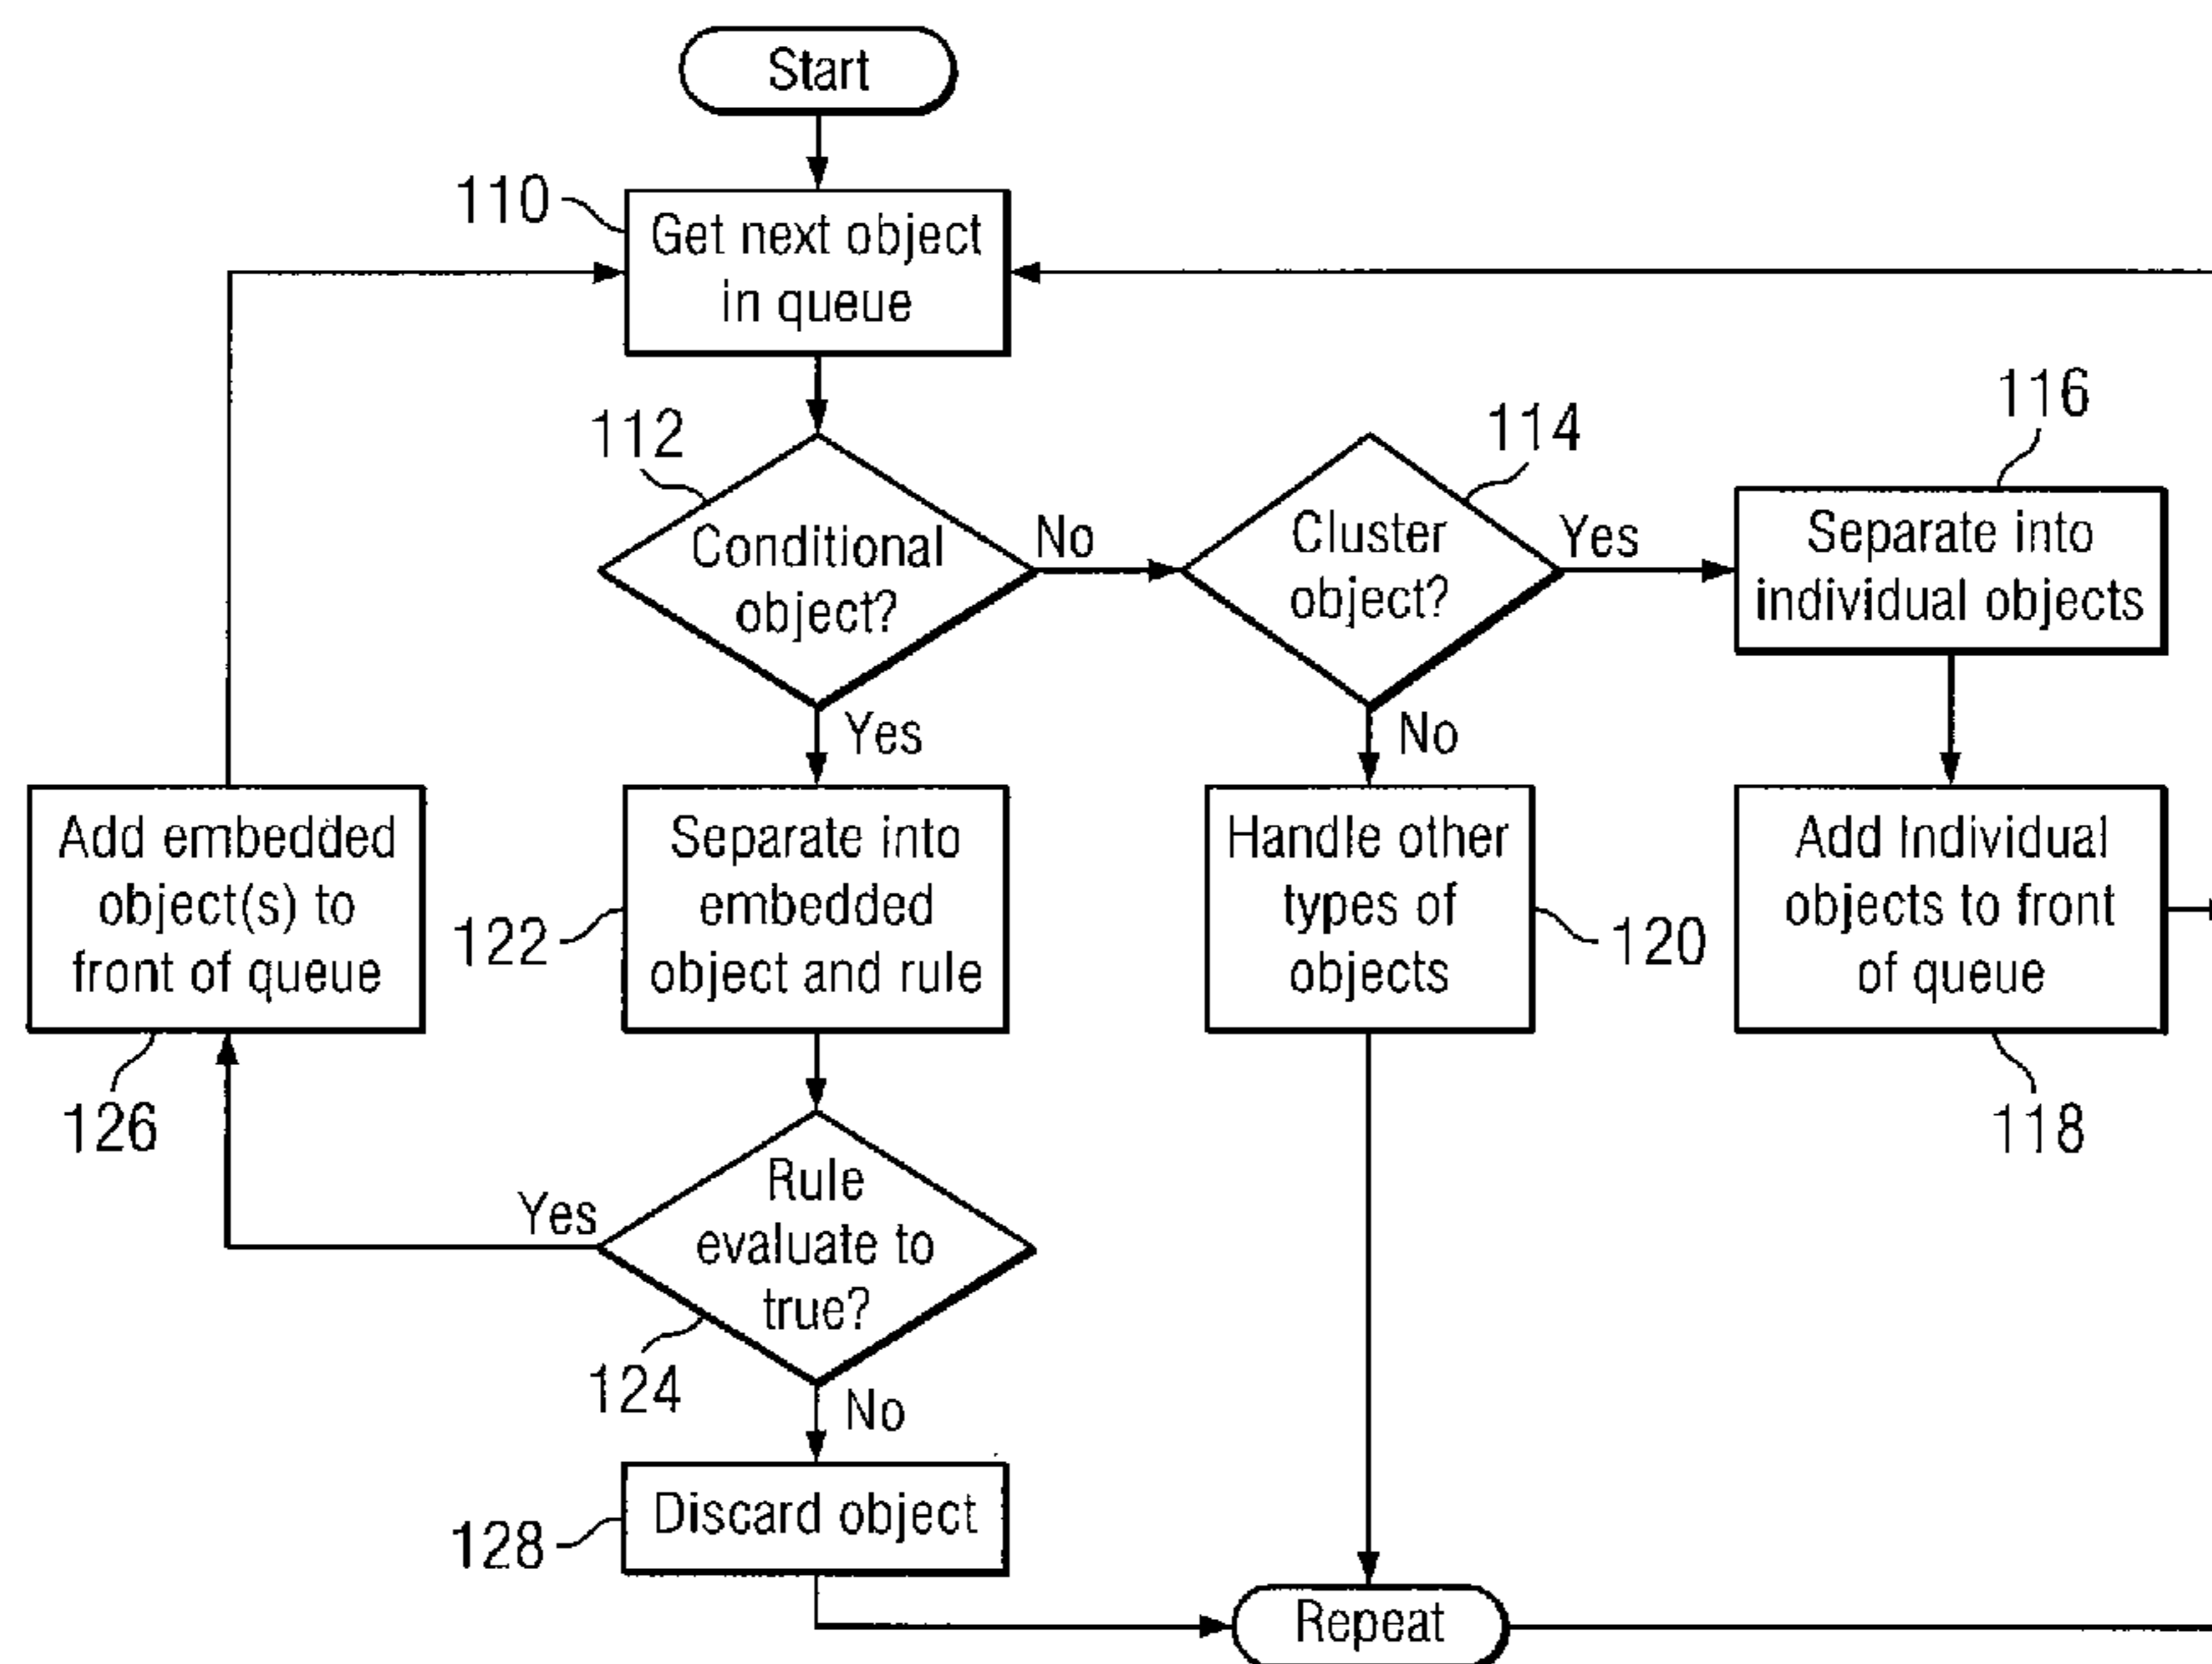 Start
110
Get next object
in queue
112
Conditional
object?
No
114
Cluster
object?
Yes
116
Separate into
individual objects
Yes
No
Add embedded
object(s) to
front of queue
126
122
Separate into
embedded
object and rule
Handle other
types of
objects
120
Add Individual
objects to front
of queue
118
Yes
Rule
evaluate to
true?
124
No
128
Discard object
Repeat